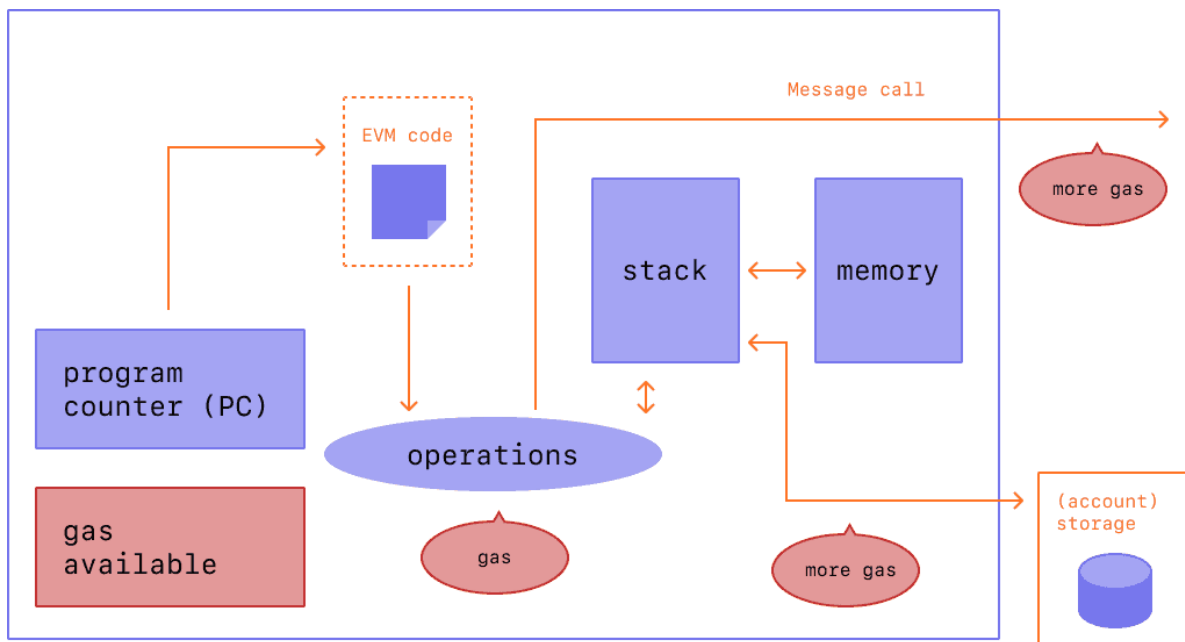 Message call
EVM code
more gas
stack
memory
program
counter (PC)
operations
gas
available
gas
more gas
(account)
storage